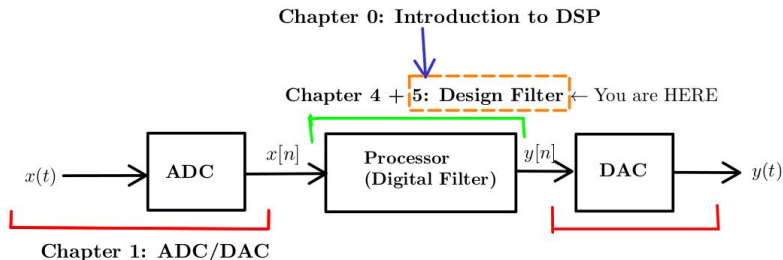 Chapter 0: Introduction to DSP
Chapter 4 + 5: Design Filter ← You are HERE
x(t)
ADC
x[n]
Processor
(Digital Filter)
y[n]
DAC
y(t)
Chapter 1: ADC/DAC